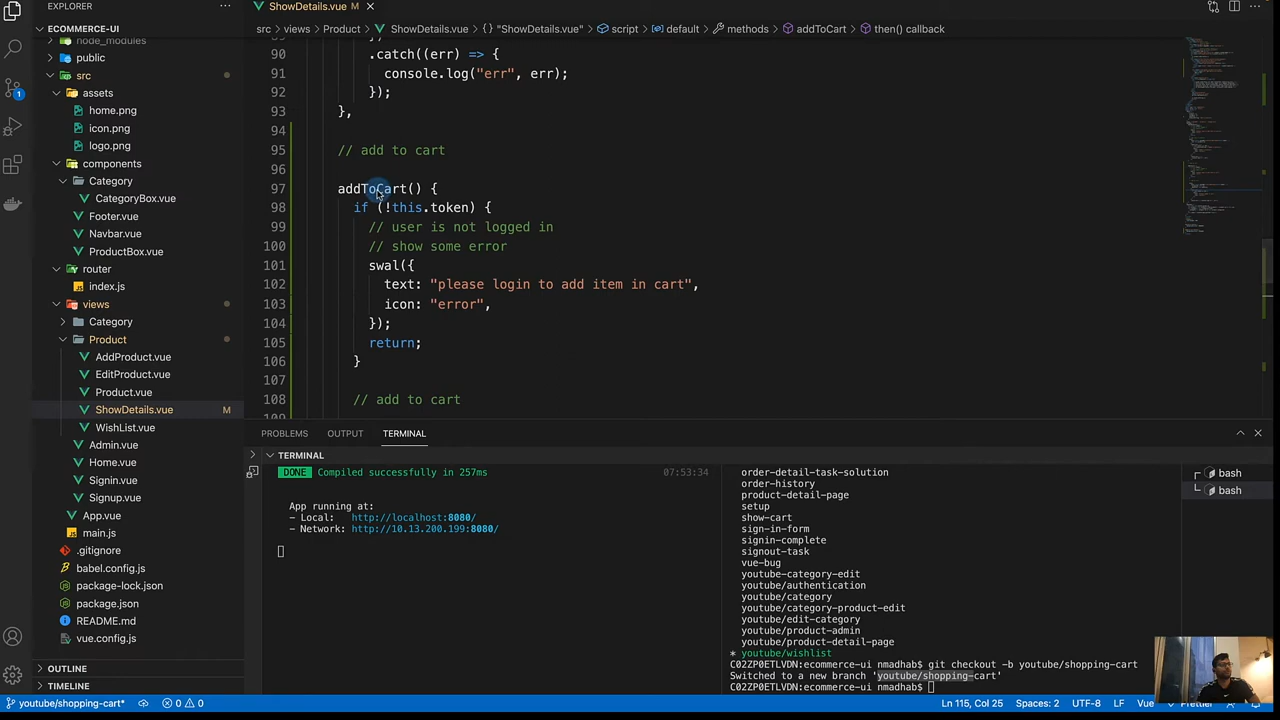 EXPLORER
ShowDetails.vue M
ECOMMERCE-UI
src
views
Product
ShowDetails.vue
{} "ShowDetails.vue"
script
default
methods
addToCart
then() callback
node_modules
public
src
assets
home.png
icon.png
logo.png
components
Category
CategoryBox.vue
Footer.vue
Navbar.vue
ProductBox.vue
router
index.js
views
Category
Product
AddProduct.vue
EditProduct.vue
Product.vue
ShowDetails.vue M
WishList.vue
Admin.vue
Home.vue
Signin.vue
Signup.vue
App.vue
main.js
.gitignore
babel.config.js
package-lock.json
package.json
README.md
vue.config.js
OUTLINE
TIMELINE
90 .catch((err) => {
91 console.log("err", err);
92 });
93 },
94
95 // add to cart
96
97 addToCart() {
98 if (!this.token) {
99 // user is not logged in
100 // show some error
101 swal({
102 text: "please login to add item in cart",
103 icon: "error",
104 });
105 return;
106 }
107
108 // add to cart
PROBLEMS OUTPUT TERMINAL
TERMINAL
DONE Compiled successfully in 257ms 07:53:34
App running at:
- Local: http://localhost:8080/
- Network: http://10.13.200.199:8080/
order-detail-task-solution
order-history
product-detail-page
setup
show-cart
sign-in-form
signin-complete
signout-task
vue-bug
youtube-category-edit
youtube/authentication
youtube/category
youtube/category-product-edit
youtube/edit-category
youtube/product-admin
youtube/product-detail-page
* youtube/wishlist
C02ZP0ETLVDN:ecommerce-ui nmadhab$ git checkout -b youtube/shopping-cart
Switched to a new branch 'youtube/shopping-cart'
C02ZP0ETLVDN:ecommerce-ui nmadhab$
bash
bash
1
youtube/shopping-cart* 0 0 Ln 115, Col 25 Spaces: 2 UTF-8 LF Vue Prettier